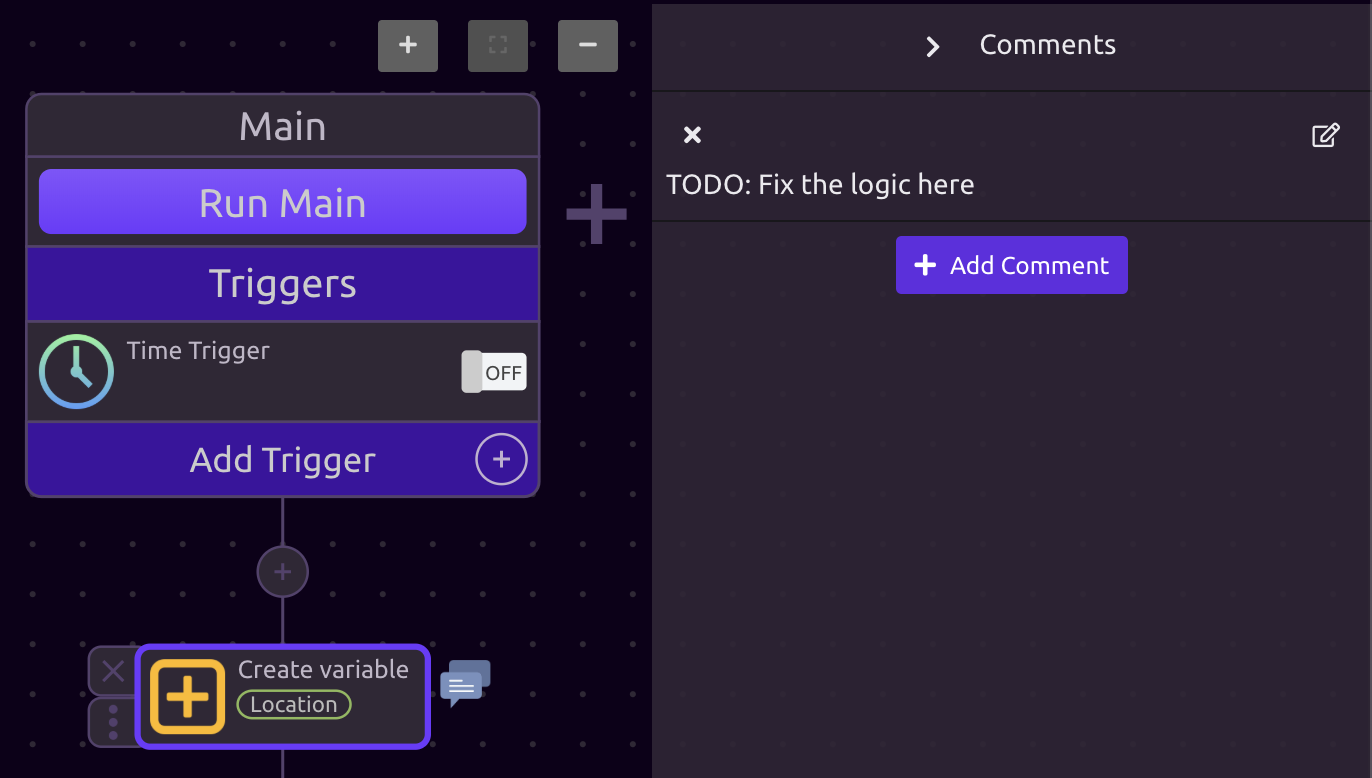 Main
Run Main
Triggers
Time Trigger
OFF
Add Trigger
Create variable
Location
Comments
TODO: Fix the logic here
Add Comment